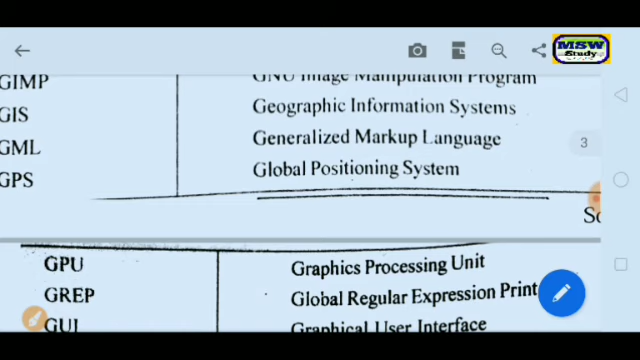 MSW
Study
GIMP GNU Image Manipulation Program
GIS Geographic Information Systems
GML Generalized Markup Language
3
GPS Global Positioning System
GPU Graphics Processing Unit
GREP Global Regular Expression Print
GUI Graphical User Interface